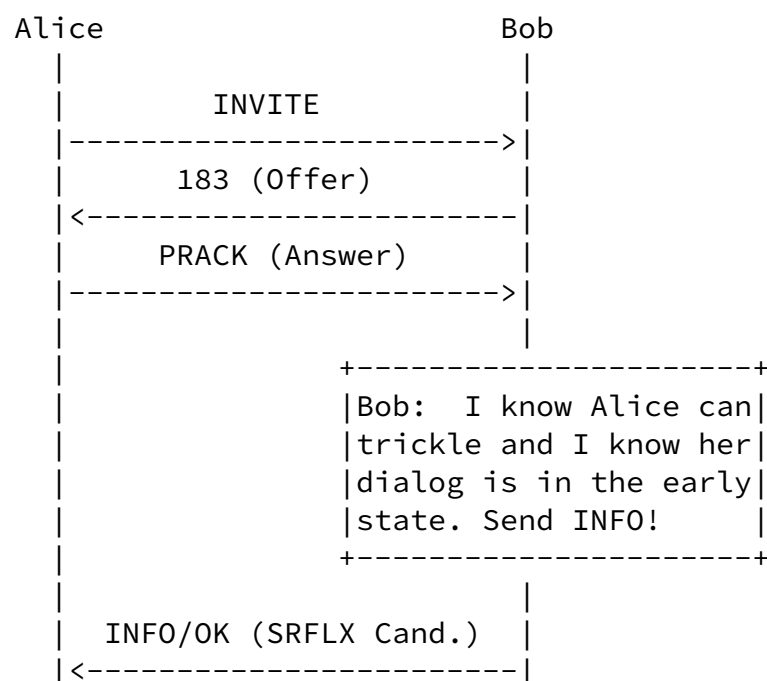 Alice Bob
INVITE
183 (Offer)
PRACK (Answer)
Bob:  I know Alice can
trickle and I know her
dialog is in the early
state. Send INFO!
INFO/OK (SRFLX Cand.)